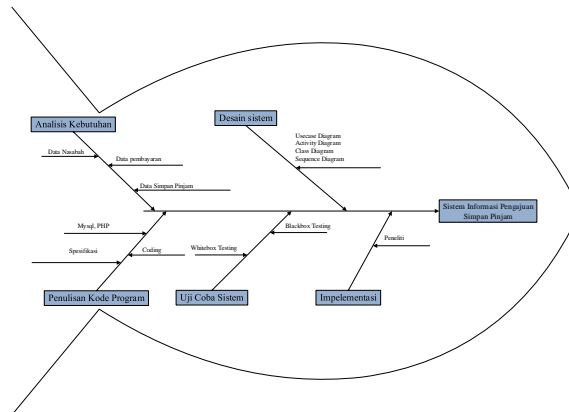 Analisis Kebutuhan
Desain sistem
Data Nasabah
Data pembayaran
Data Simpan Pinjam
Usecase Diagram
Activity Diagram
Class Diagram
Sequence Diagram
Sistem Informasi Pengajuan
Simpan Pinjam
Mysql, PHP
Spesifikasi
Coding
Blackbox Testing
Whitebox Testing
Peneliti
Penulisan Kode Program
Uji Coba Sistem
Impelementasi